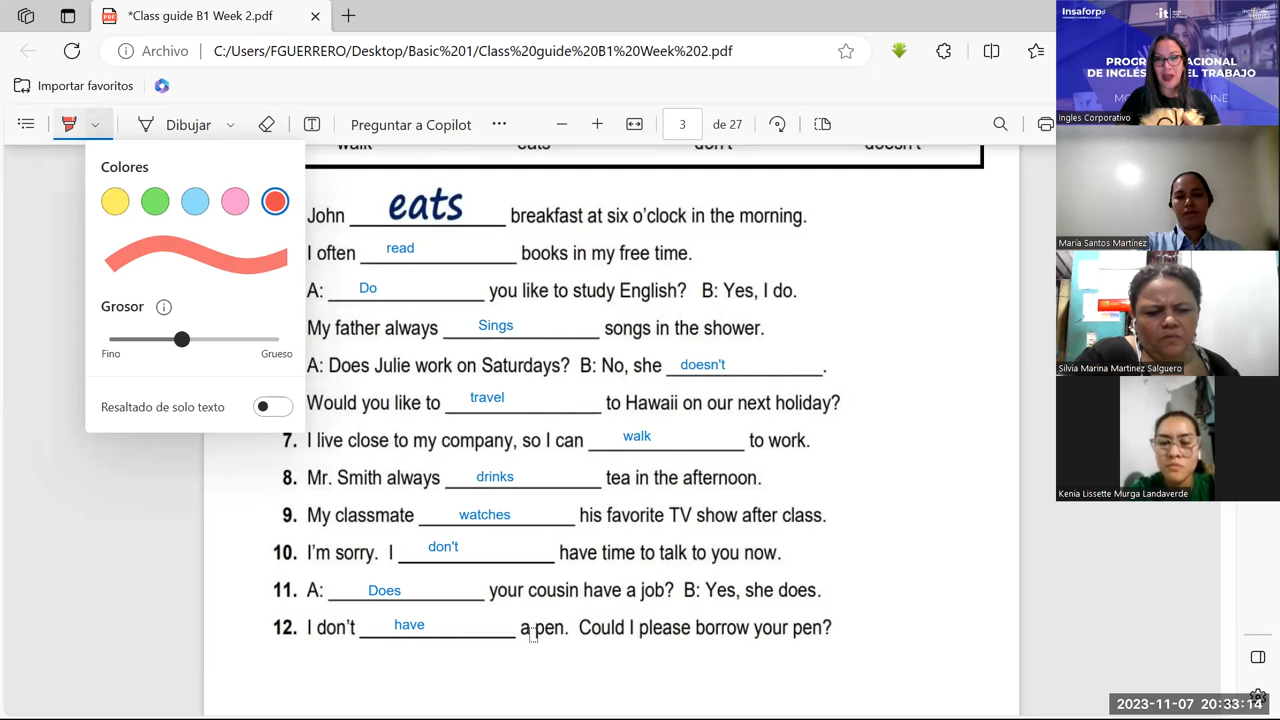 *Class guide B1 Week 2.pdf
Archivo C:/Users/FGUERRERO/Desktop/Basic%201/Class%20guide%20B1%20Week%202.pdf
Importar favoritos
Dibujar Preguntar a Copilot 3 de 27
Colores
Grosor
Fino Grueso
Resaltado de solo texto
walk eats don't doesn't
John eats breakfast at six o'clock in the morning.
I often read books in my free time.
A: Do you like to study English? B: Yes, I do.
My father always Sings songs in the shower.
A: Does Julie work on Saturdays? B: No, she doesn't.
Would you like to travel to Hawaii on our next holiday?
7. I live close to my company, so I can walk to work.
8. Mr. Smith always drinks tea in the afternoon.
9. My classmate watches his favorite TV show after class.
10. I'm sorry. I don't have time to talk to you now.
11. A: Does your cousin have a job? B: Yes, she does.
12. I don't have a pen. Could I please borrow your pen?
Insaforp
Ingles Corporativo
María Santos Martínez
Silvia Marina Martinez Salguero
Kenia Lissette Murga Landaverde
2023-11-07 20:33:14